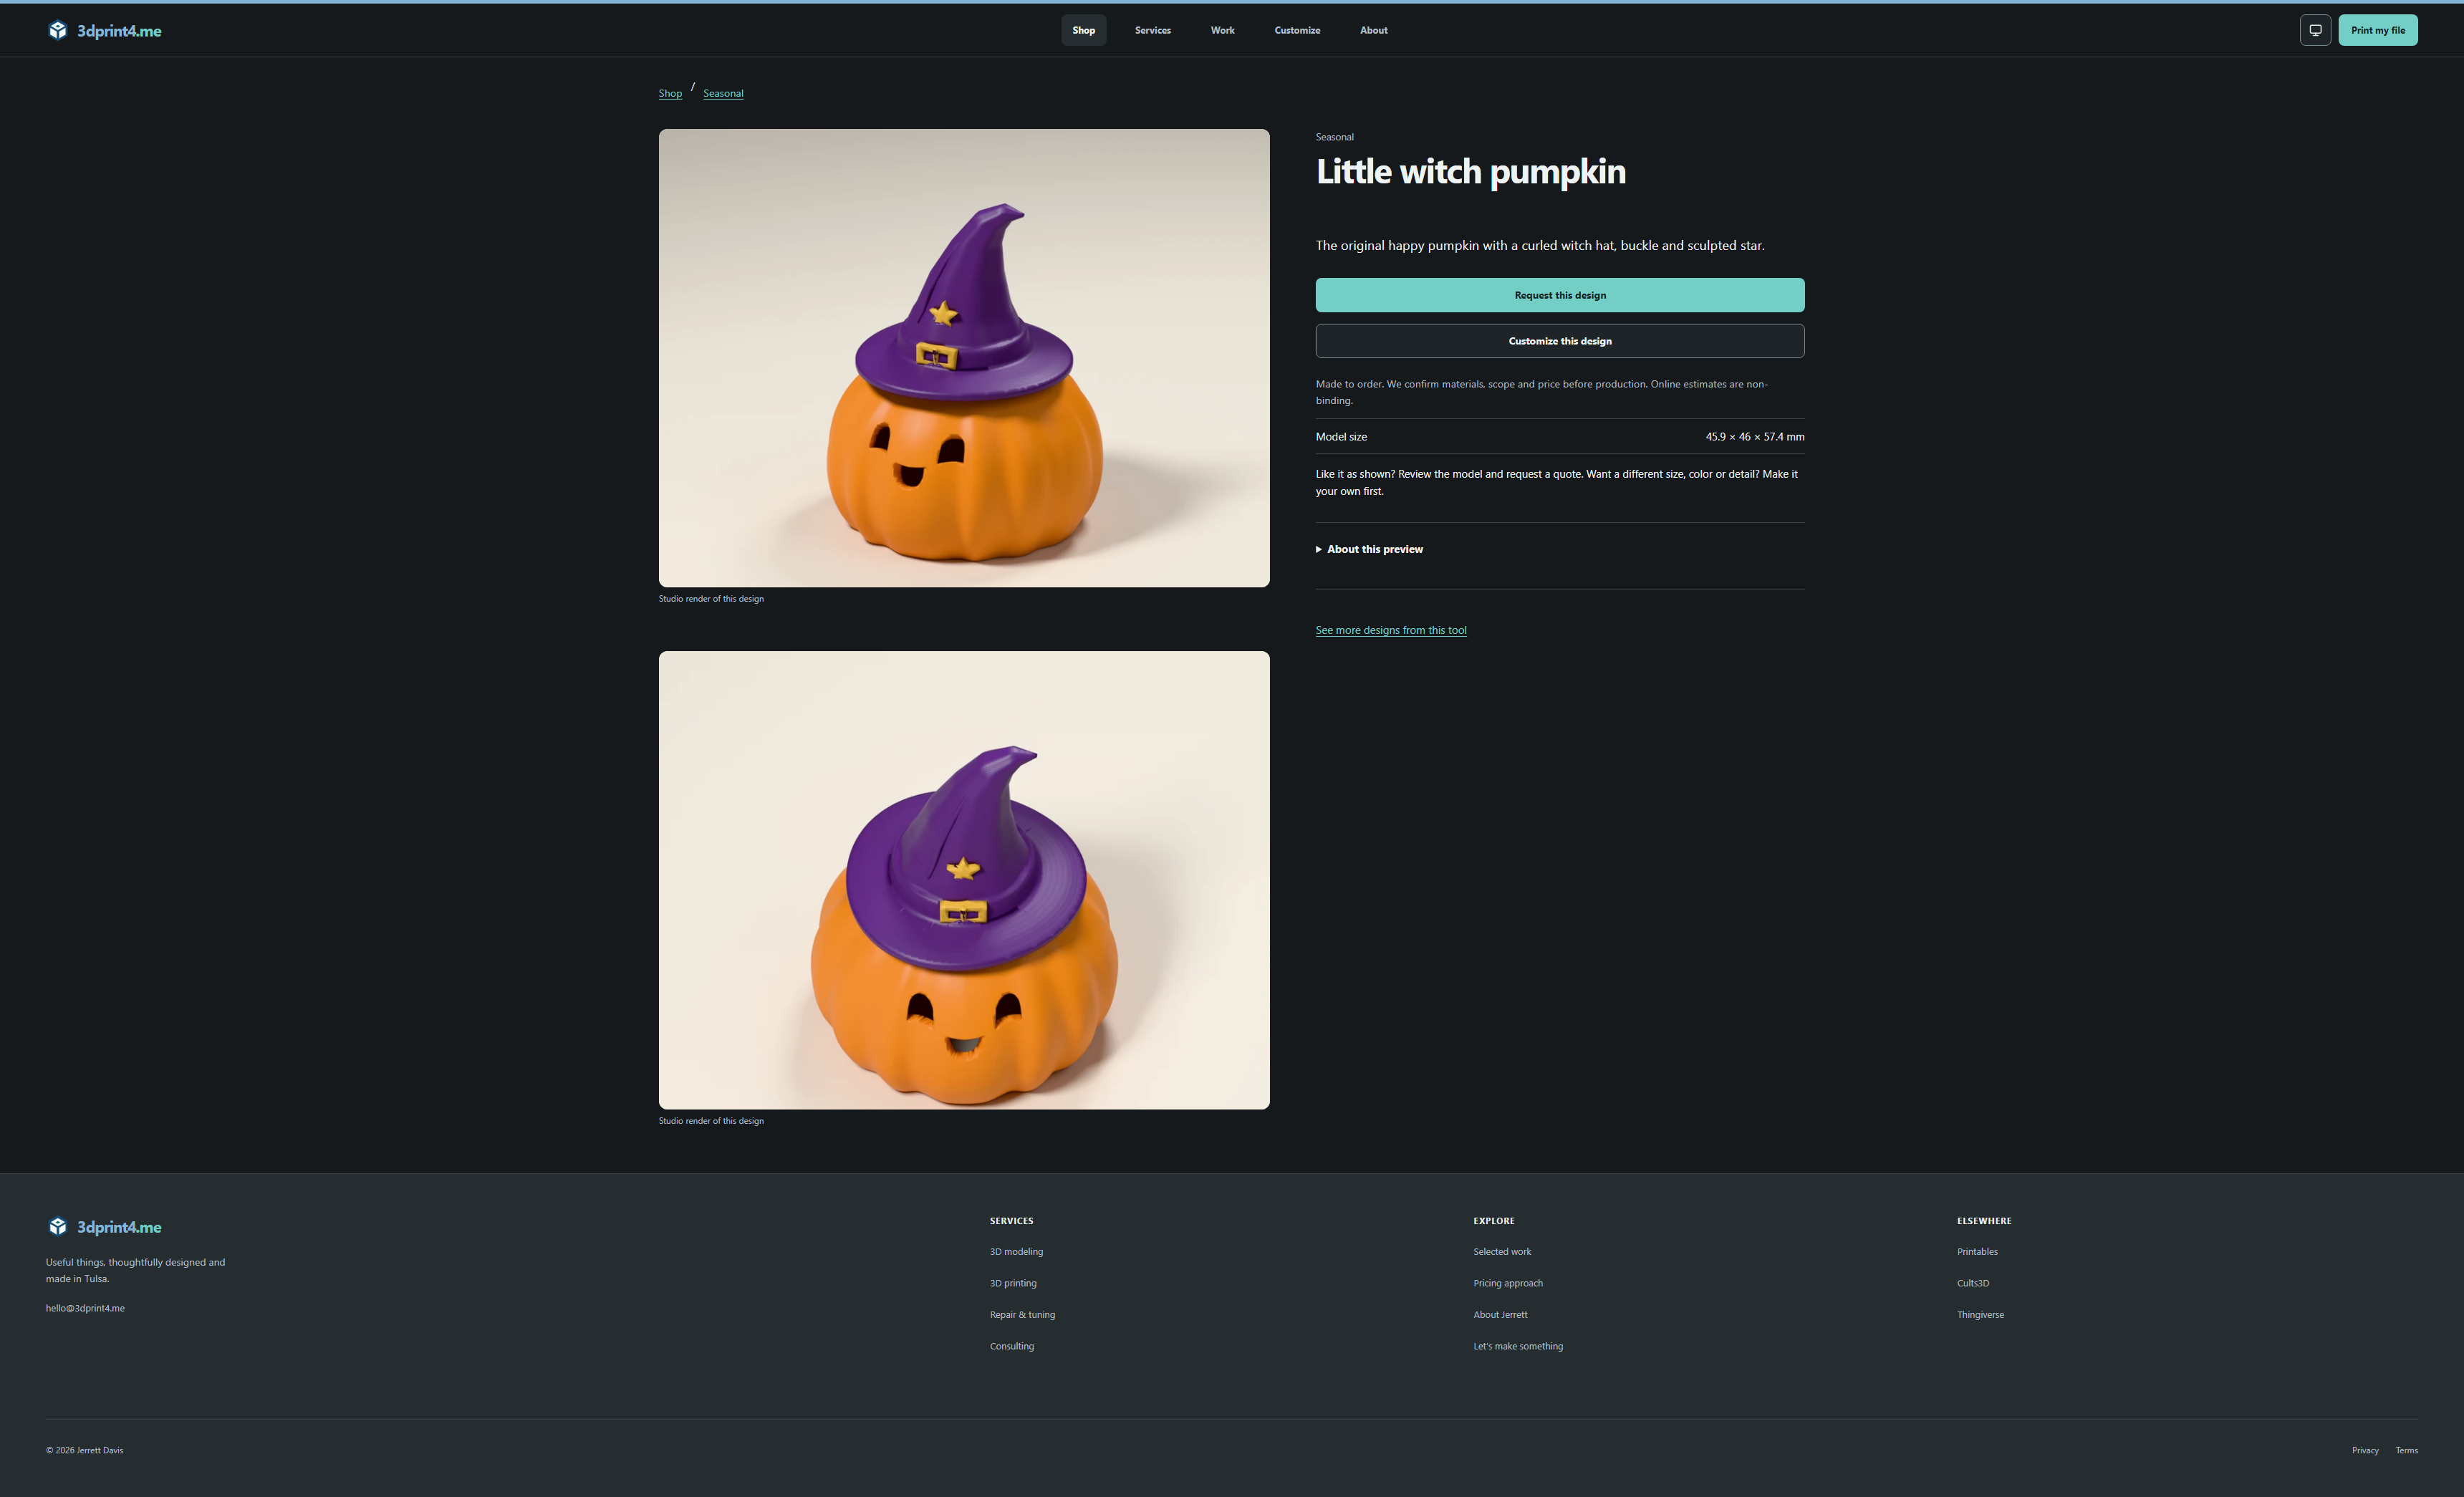 3dprint4.me
Shop
Services
Work
Customize
About
Print my file
Shop / Seasonal
Seasonal
Little witch pumpkin
The original happy pumpkin with a curled witch hat, buckle and sculpted star.
Request this design
Customize this design
Made to order. We confirm materials, scope and price before production. Online estimates are non-
binding.
Model size
45.9 × 46 × 57.4 mm
Like it as shown? Review the model and request a quote. Want a different size, color or detail? Make it
your own first.
About this preview
See more designs from this tool
Studio render of this design
Studio render of this design
3dprint4.me
Useful things, thoughtfully designed and
made in Tulsa.
hello@3dprint4.me
SERVICES
3D modeling
3D printing
Repair & tuning
Consulting
EXPLORE
Selected work
Pricing approach
About Jerrett
Let's make something
ELSEWHERE
Printables
Cults3D
Thingiverse
© 2026 Jerrett Davis
Privacy
Terms